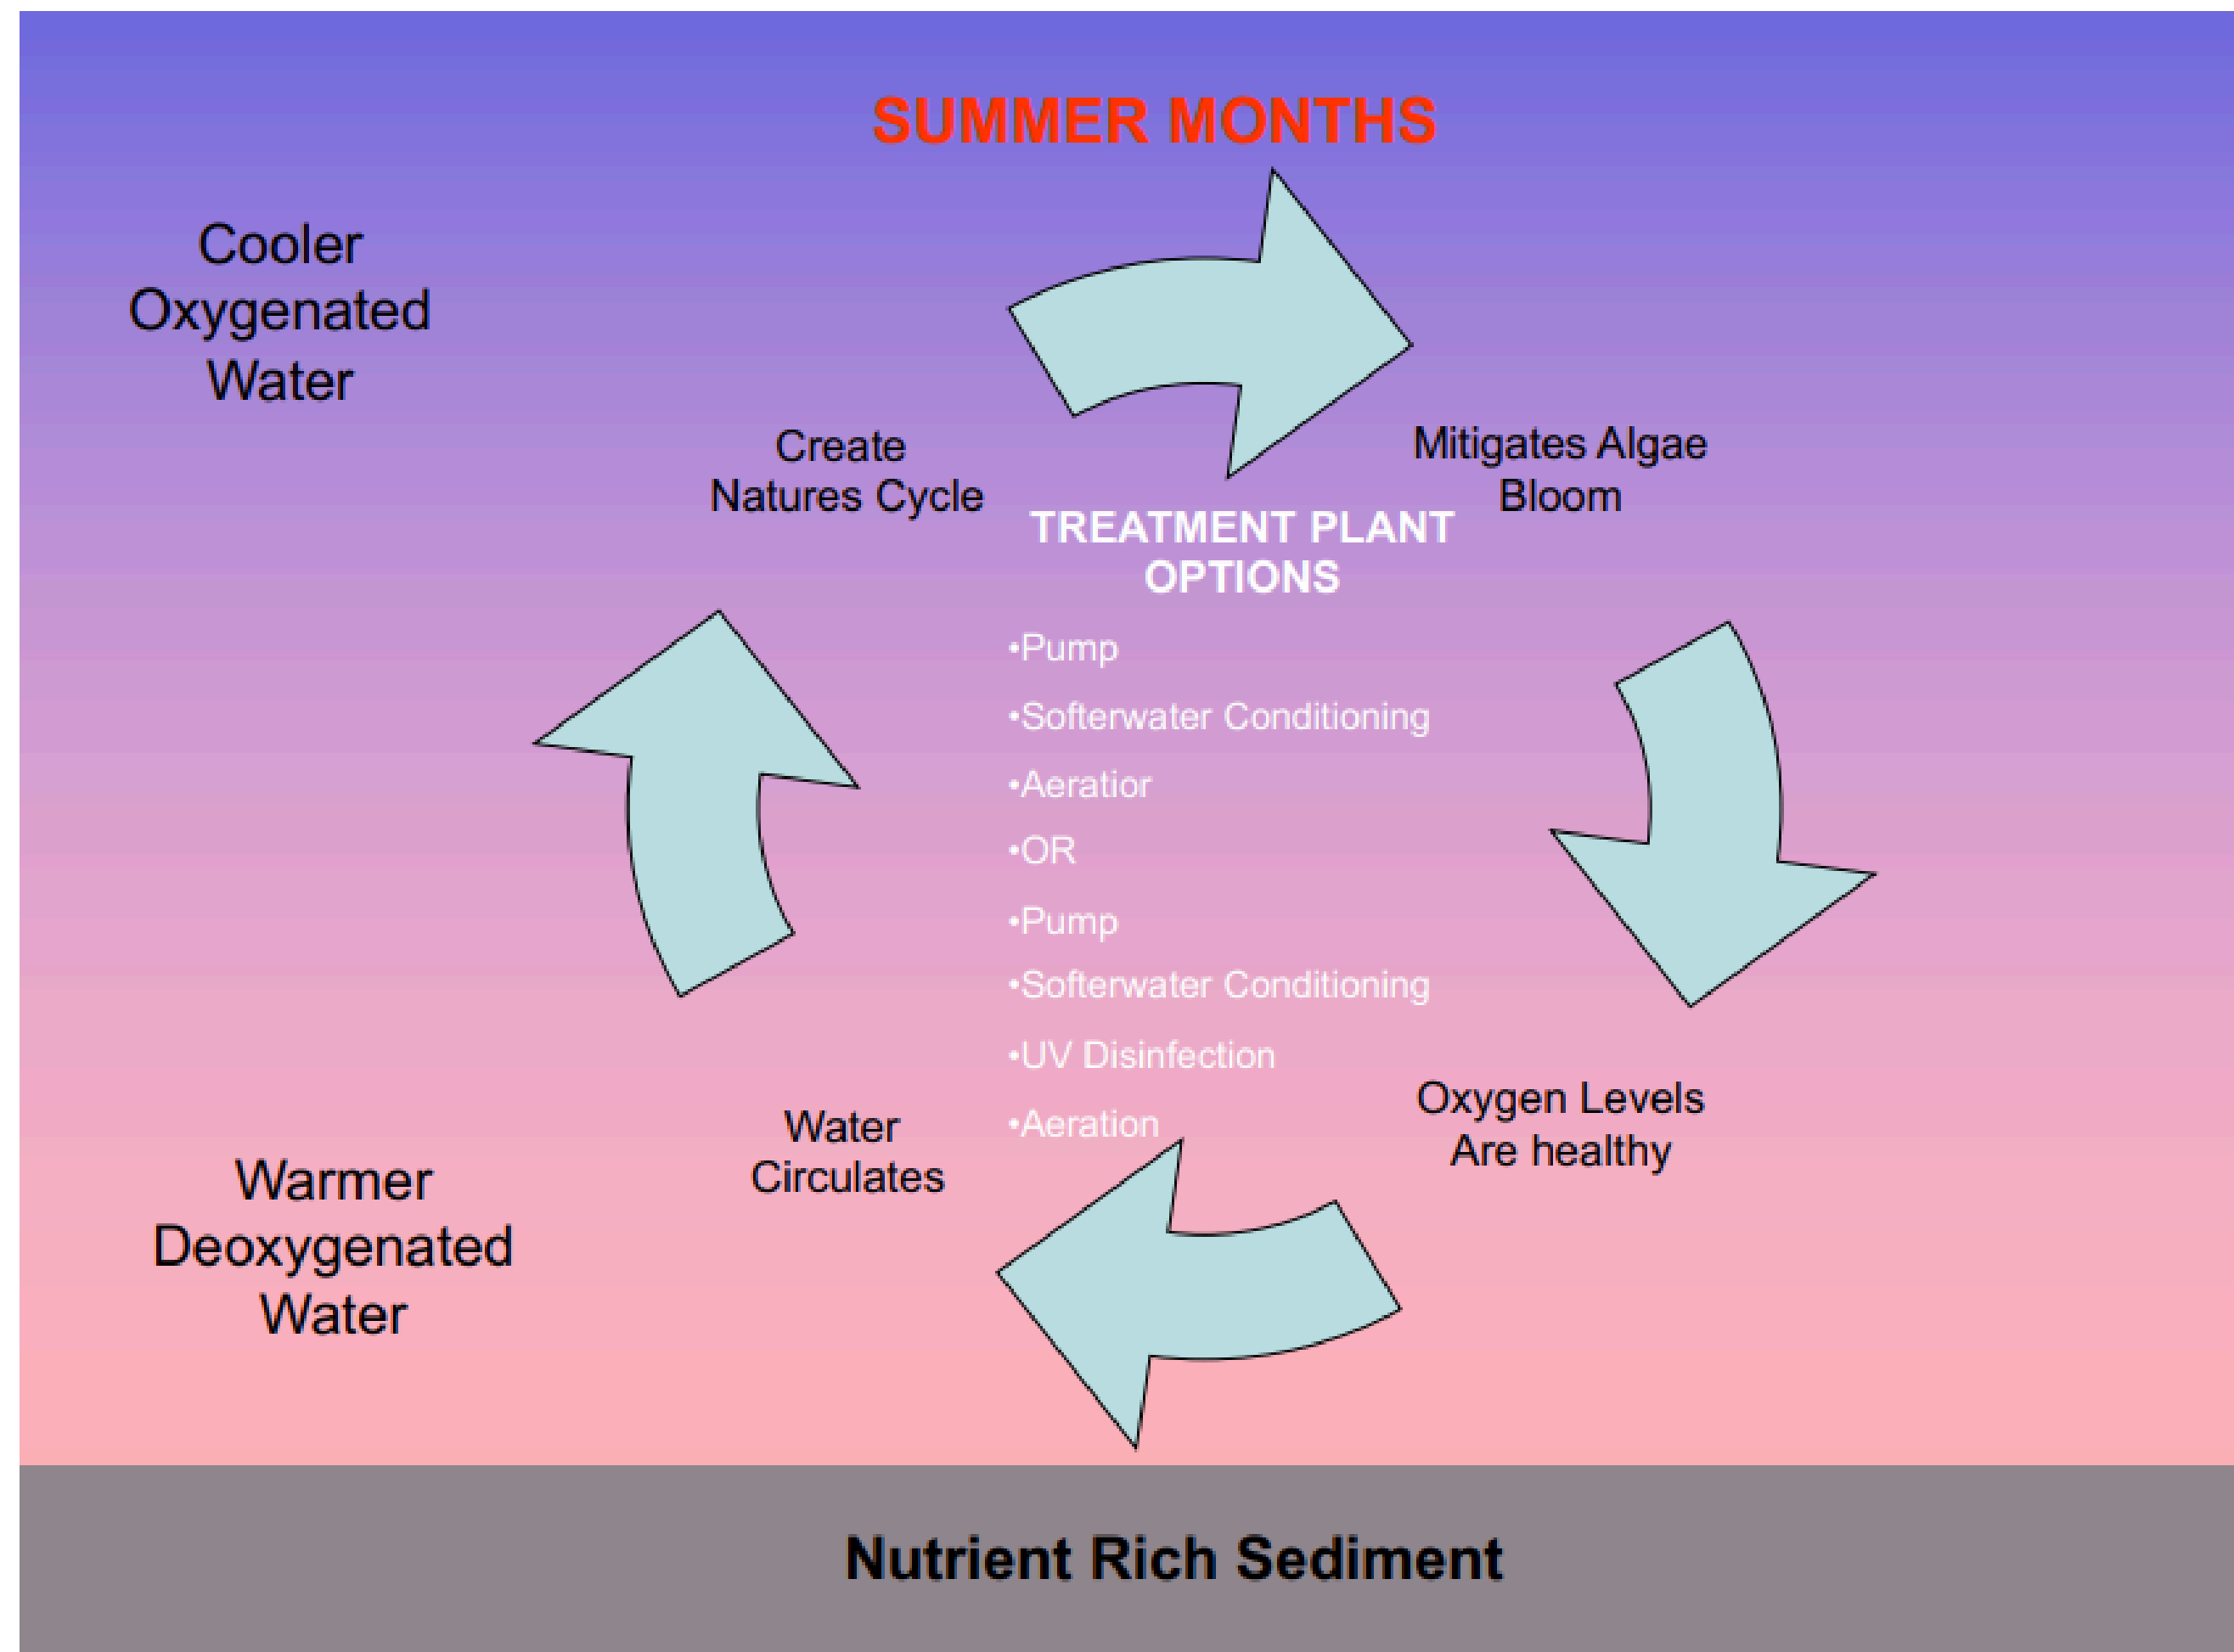 SUMMER MONTHS
Cooler
Oxygenated
Water
Create
Natures Cycle
Mitigates Algae
Bloom
TREATMENT PLANT
OPTIONS
•Pump
•Softerwater Conditioning
•Aeratior
•OR
•Pump
•Softerwater Conditioning
•UV Disinfection
•Aeration
Oxygen Levels
Are healthy
Water
Circulates
Warmer
Deoxygenated
Water
Nutrient Rich Sediment